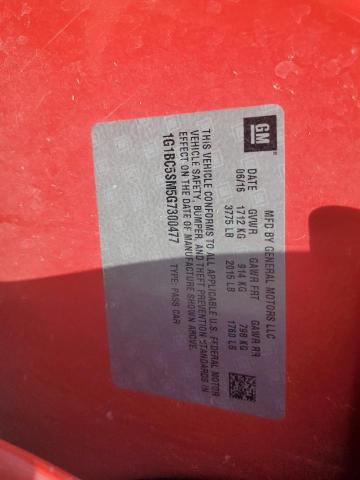 GM
MFD BY GENERAL MOTORS LLC
DATE GVWR GAWR FRT GAWR RR
06/15 1712 KG 914 KG 798 KG
3775 LB 2015 LB 1760 LB
THIS VEHICLE CONFORMS TO ALL APPLICABLE U.S. FEDERAL MOTOR
VEHICLE SAFETY, BUMPER, AND THEFT PREVENTION STANDARDS IN
EFFECT ON THE DATE OF MANUFACTURE SHOWN ABOVE.
1G1BC5SM5G7300477 TYPE: PASS CAR